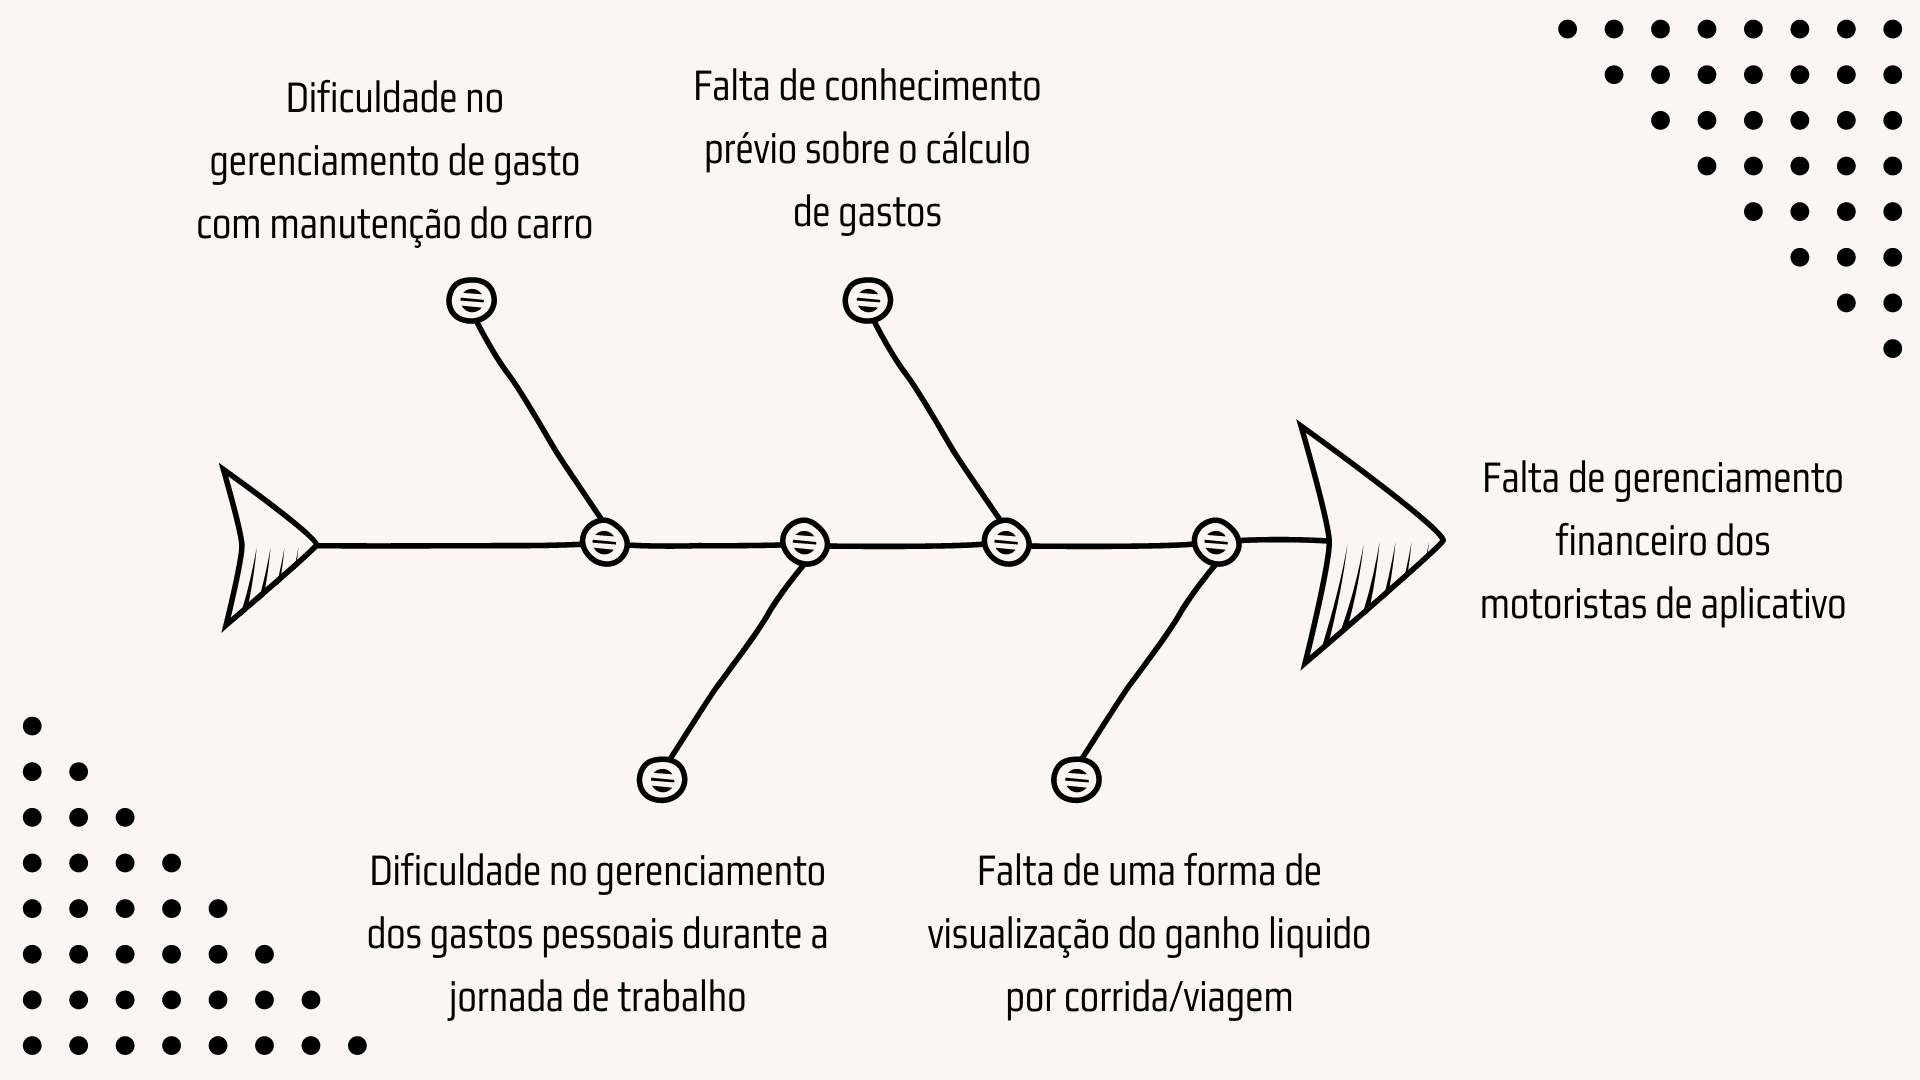 Dificuldade no
gerenciamento de gasto
com manutenção do carro
Falta de conhecimento
prévio sobre o cálculo
de gastos
Falta de gerenciamento
financeiro dos
motoristas de aplicativo
Dificuldade no gerenciamento
dos gastos pessoais durante a
jornada de trabalho
Falta de uma forma de
visualização do ganho liquido
por corrida/viagem